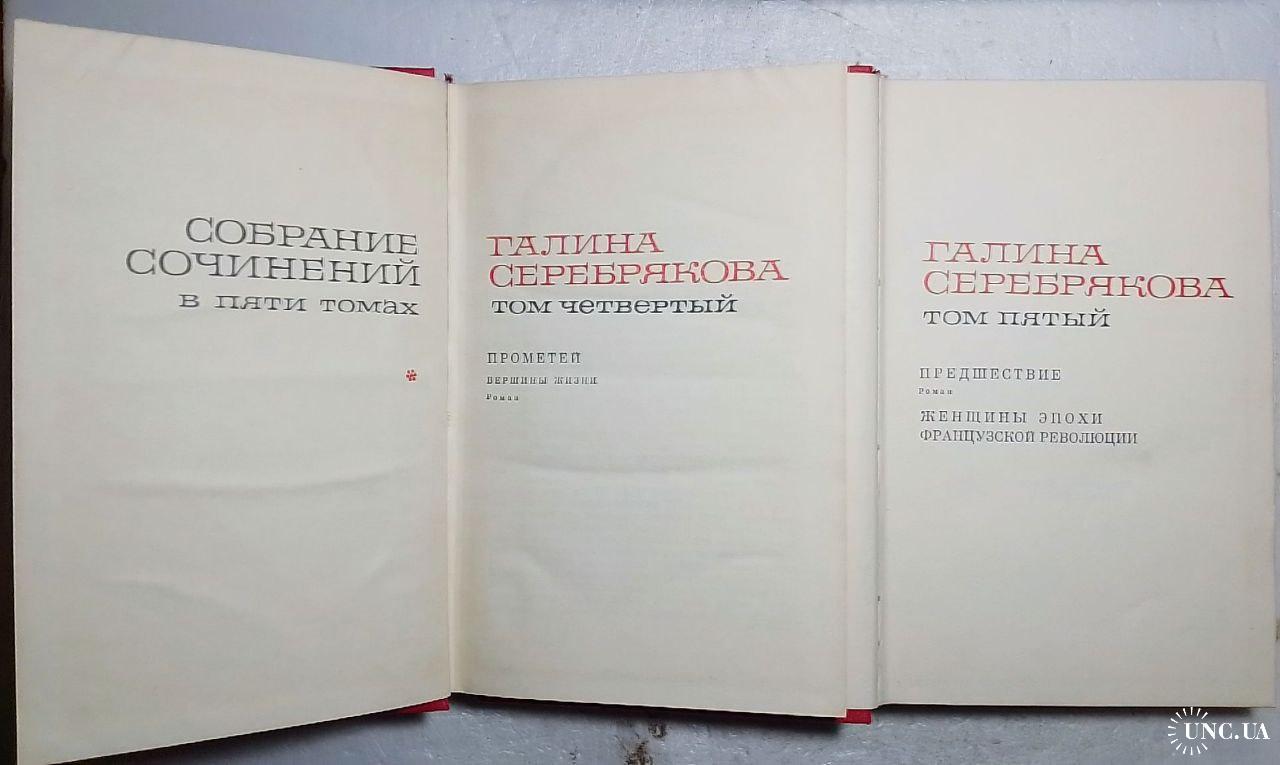 СОБРАНИЕ
СОЧИНЕНИЙ
в пяти томах
ГАЛИНА
СЕРЕБРЯКОВА
том четвертый
ПРОМЕТЕЙ
ВЕРШИНЫ ЖИЗНИ
Роман
ГАЛИНА
СЕРЕБРЯКОВА
том пятый
ПРЕДШЕСТВИЕ
Роман
ЖЕНЩИНЫ ЭПОХИ
ФРАНЦУЗСКОЙ РЕВОЛЮЦИИ
UNC.UA